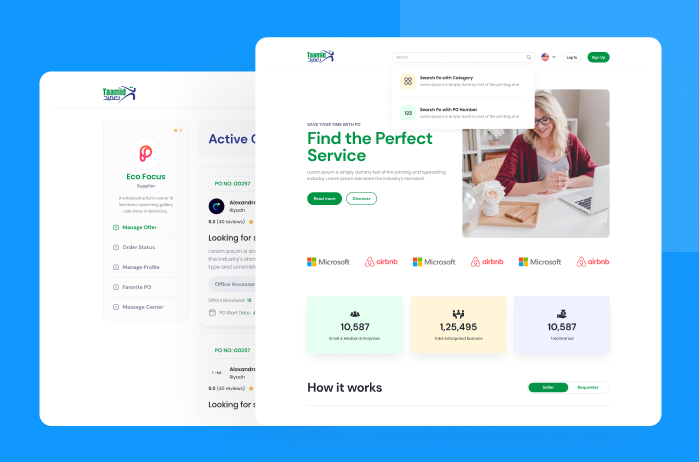 Taamid
تعميد
5
Eco Focus
Supplier
A wholesome farm owner in
Montana. Upcoming gallery
solo show in Germany
Manage Offer
Order Status
Manage Profile
Favorite PO
Message Center
Active
PO NO: 00257
Alexandr
Riyadh
5.0 (40 reviews)
Looking for s
Lorem ipsum is sim
the industry's stan
type and scramble
Office Accessor
Offers Received: 15
PO Start Date:
PO NO: 00257
Alexandr
Riyadh
5.0 (40 reviews)
Looking for s
Taamid
تعميد
Search
Log In
Sign Up
Search Po with Category
Lorem Ipsum is simply dummy text of the printing and
123
Search Po with PO Number
Lorem Ipsum is simply dummy text of the printing and
SAVE YOUR TIME WITH PO
Find the Perfect
Service
Lorem Ipsum is simply dummy text of the printing and typesetting
industry. Lorem Ipsum has been the industry's standard.
Read more
Discover
Microsoft
airbnb
Microsoft
airbnb
Microsoft
airbnb
10,587
Small & Medium Enterprises
1,25,495
Total Anticipated Business
10,587
How it works
Seller
Requester